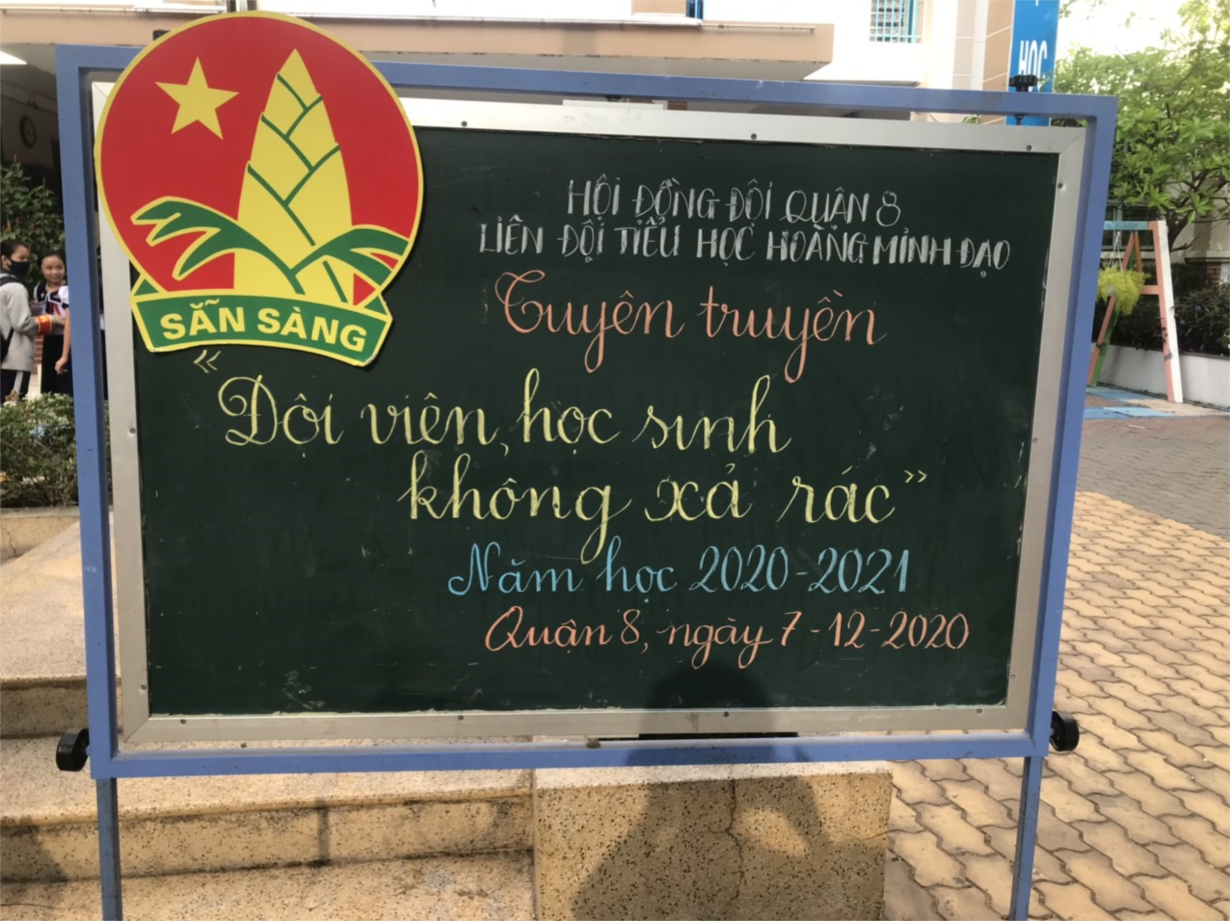 HỌC
SẴN SÀNG
HỘI ĐỒNG ĐỘI QUẬN 8
LIÊN ĐỘI TIỂU HỌC HOÀNG MINH ĐẠO
Tuyên truyền
"Đội viên, học sinh
không xả rác"
Năm học 2020-2021
Quận 8, ngày 7-12-2020